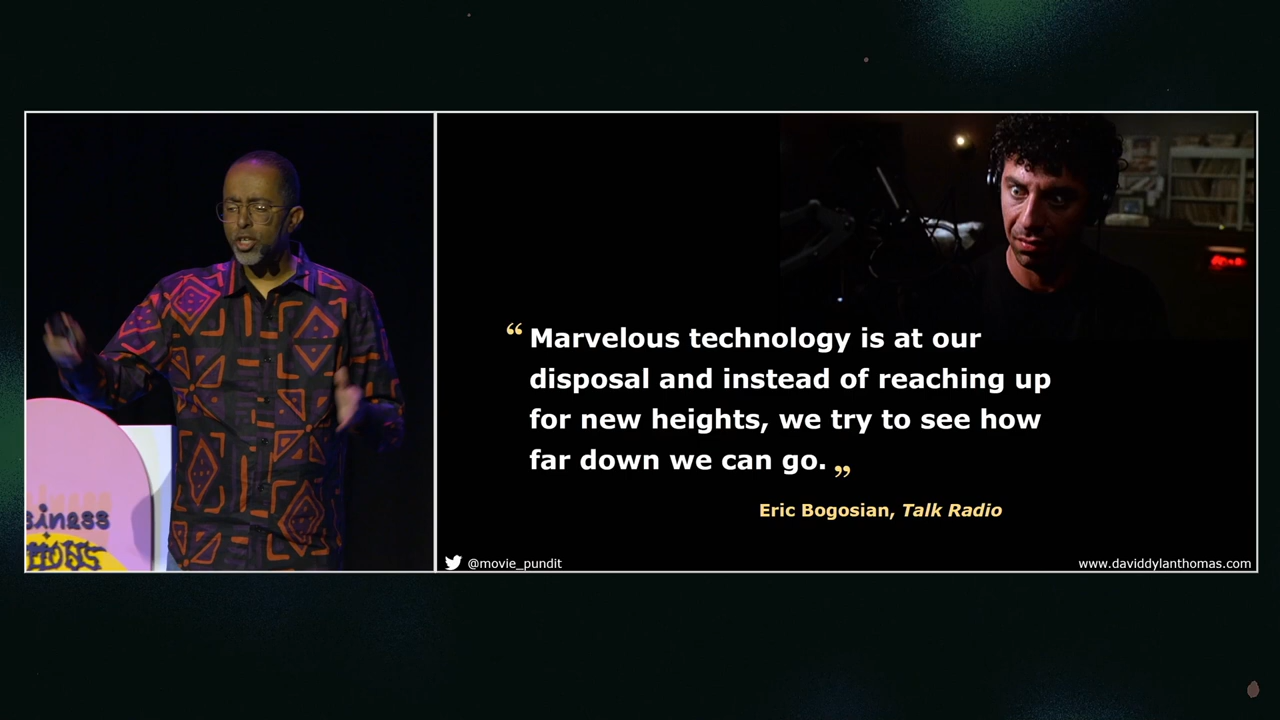 “ Marvelous technology is at our
disposal and instead of reaching up
for new heights, we try to see how
far down we can go. ”
Eric Bogosian, Talk Radio
@movie_pundit
www.daviddylanthomas.com